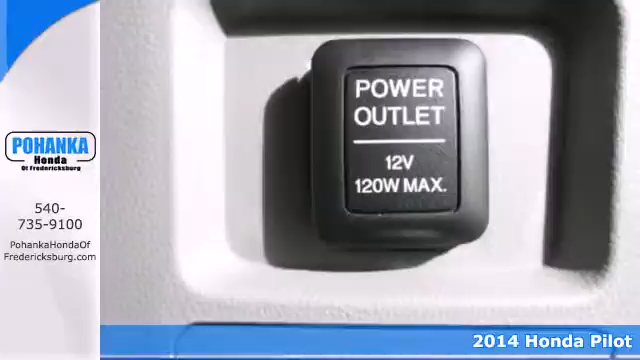 POHANKA
Honda
Of Fredericksburg
540-
735-9100
PohankaHondaOf
Fredericksburg.com
POWER
OUTLET
12V
120W MAX.
2014 Honda Pilot